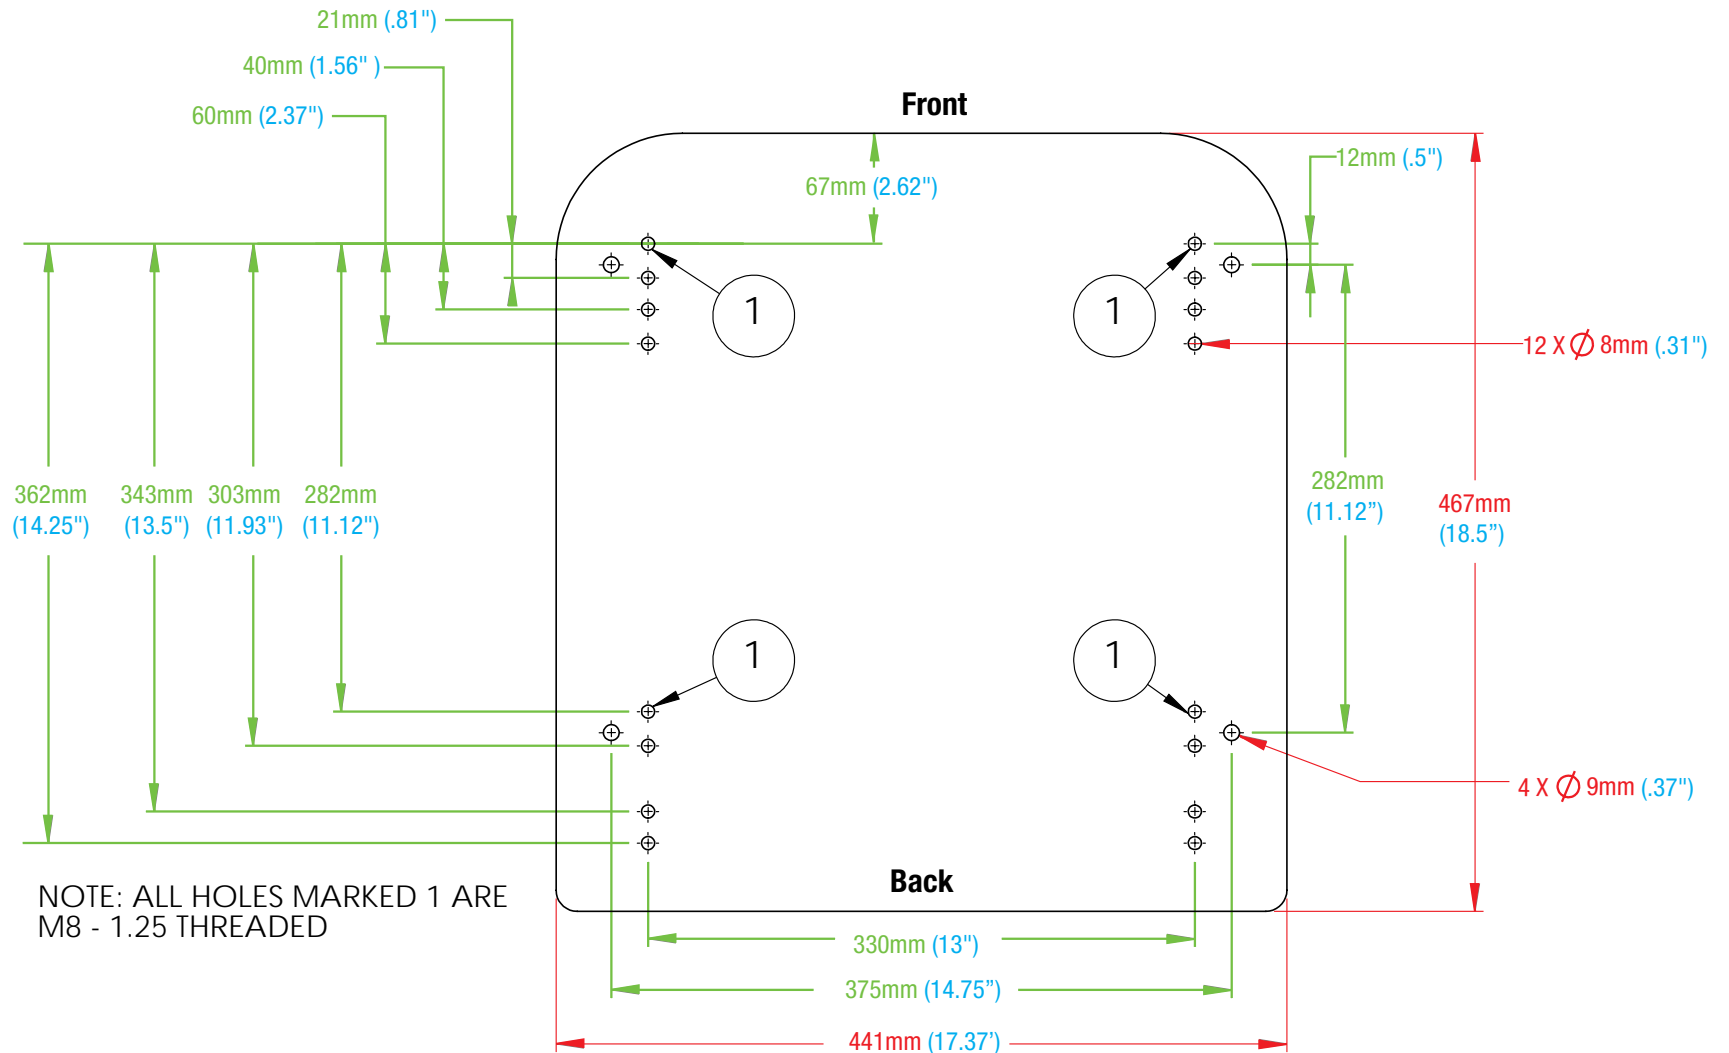 21mm (.81")
40mm (1.56" )
60mm (2.37")
Front
12mm (.5")
67mm (2.62")
1
1
12 X Ø 8mm (.31")
362mm
(14.25")
343mm
(13.5")
303mm
(11.93")
282mm
(11.12")
282mm
(11.12”)
467mm
(18.5”)
1
1
4 X Ø 9mm (.37")
Back
NOTE: ALL HOLES MARKED 1 ARE
M8 - 1.25 THREADED
330mm (13")
375mm (14.75”)
441mm (17.37’)